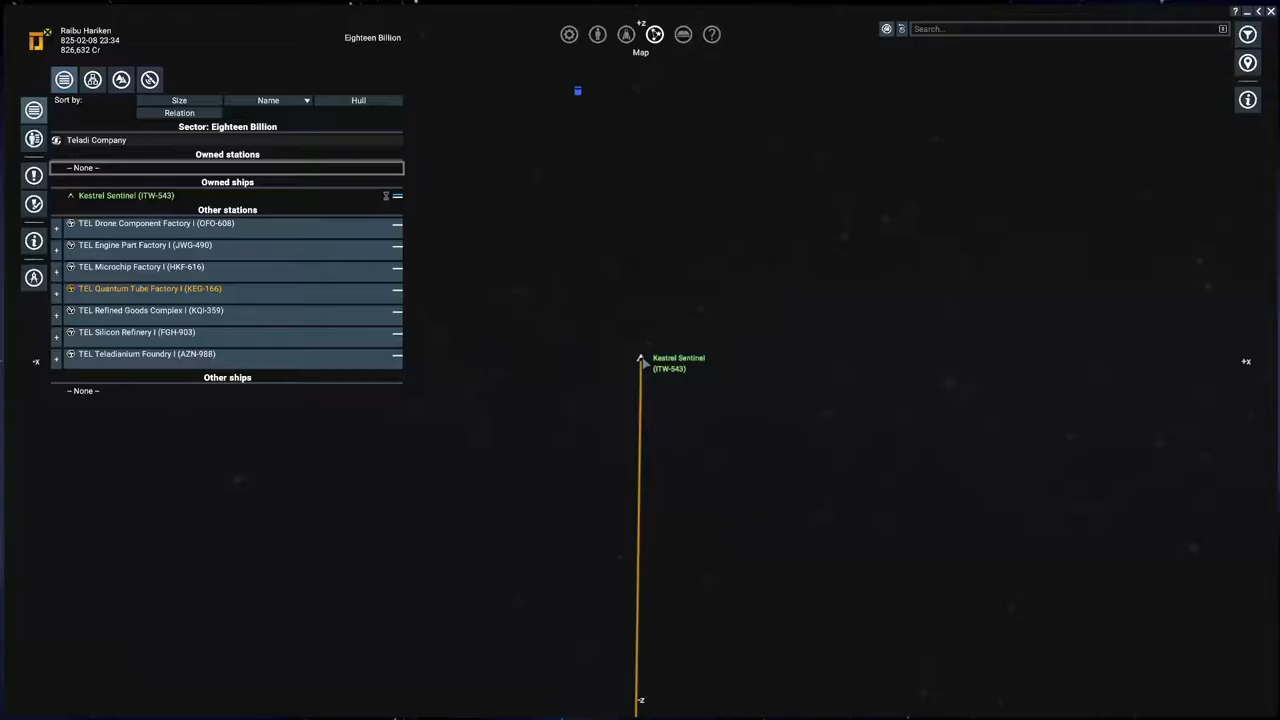 Raibu Hariken
825-02-08 23:34
826,632 Cr
Eighteen Billion
+z
Map
Search...
Sort by:
Size
Name
Hull
Relation
Sector: Eighteen Billion
Teladi Company
Owned stations
-- None --
Owned ships
Kestrel Sentinel (ITW-543)
Other stations
+ TEL Drone Component Factory I (OFO-608)
+ TEL Engine Part Factory I (JWG-490)
+ TEL Microchip Factory I (HKF-616)
+ TEL Quantum Tube Factory I (KEG-166)
+ TEL Refined Goods Complex I (KQI-359)
+ TEL Silicon Refinery I (FGH-903)
+ TEL Teladianium Foundry I (AZN-988)
Other ships
-- None --
-x
Kestrel Sentinel
(ITW-543)
+x
-z